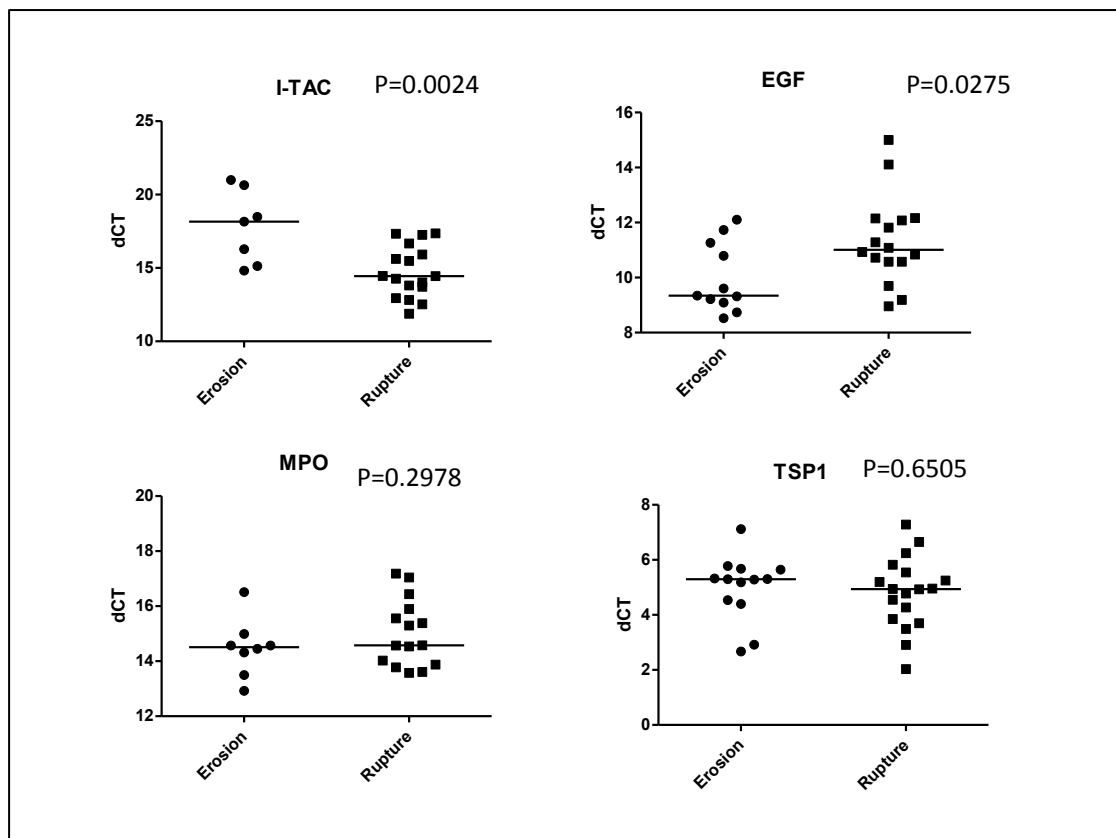 I-TAC P=0.0024
25
20
15
10
dCT
Erosion
Rupture
EGF P=0.0275
16
14
12
10
8
dCT
Erosion
Rupture
MPO P=0.2978
20
18
16
14
12
dCT
Erosion
Rupture
TSP1 P=0.6505
8
6
4
2
0
dCT
Erosion
Rupture